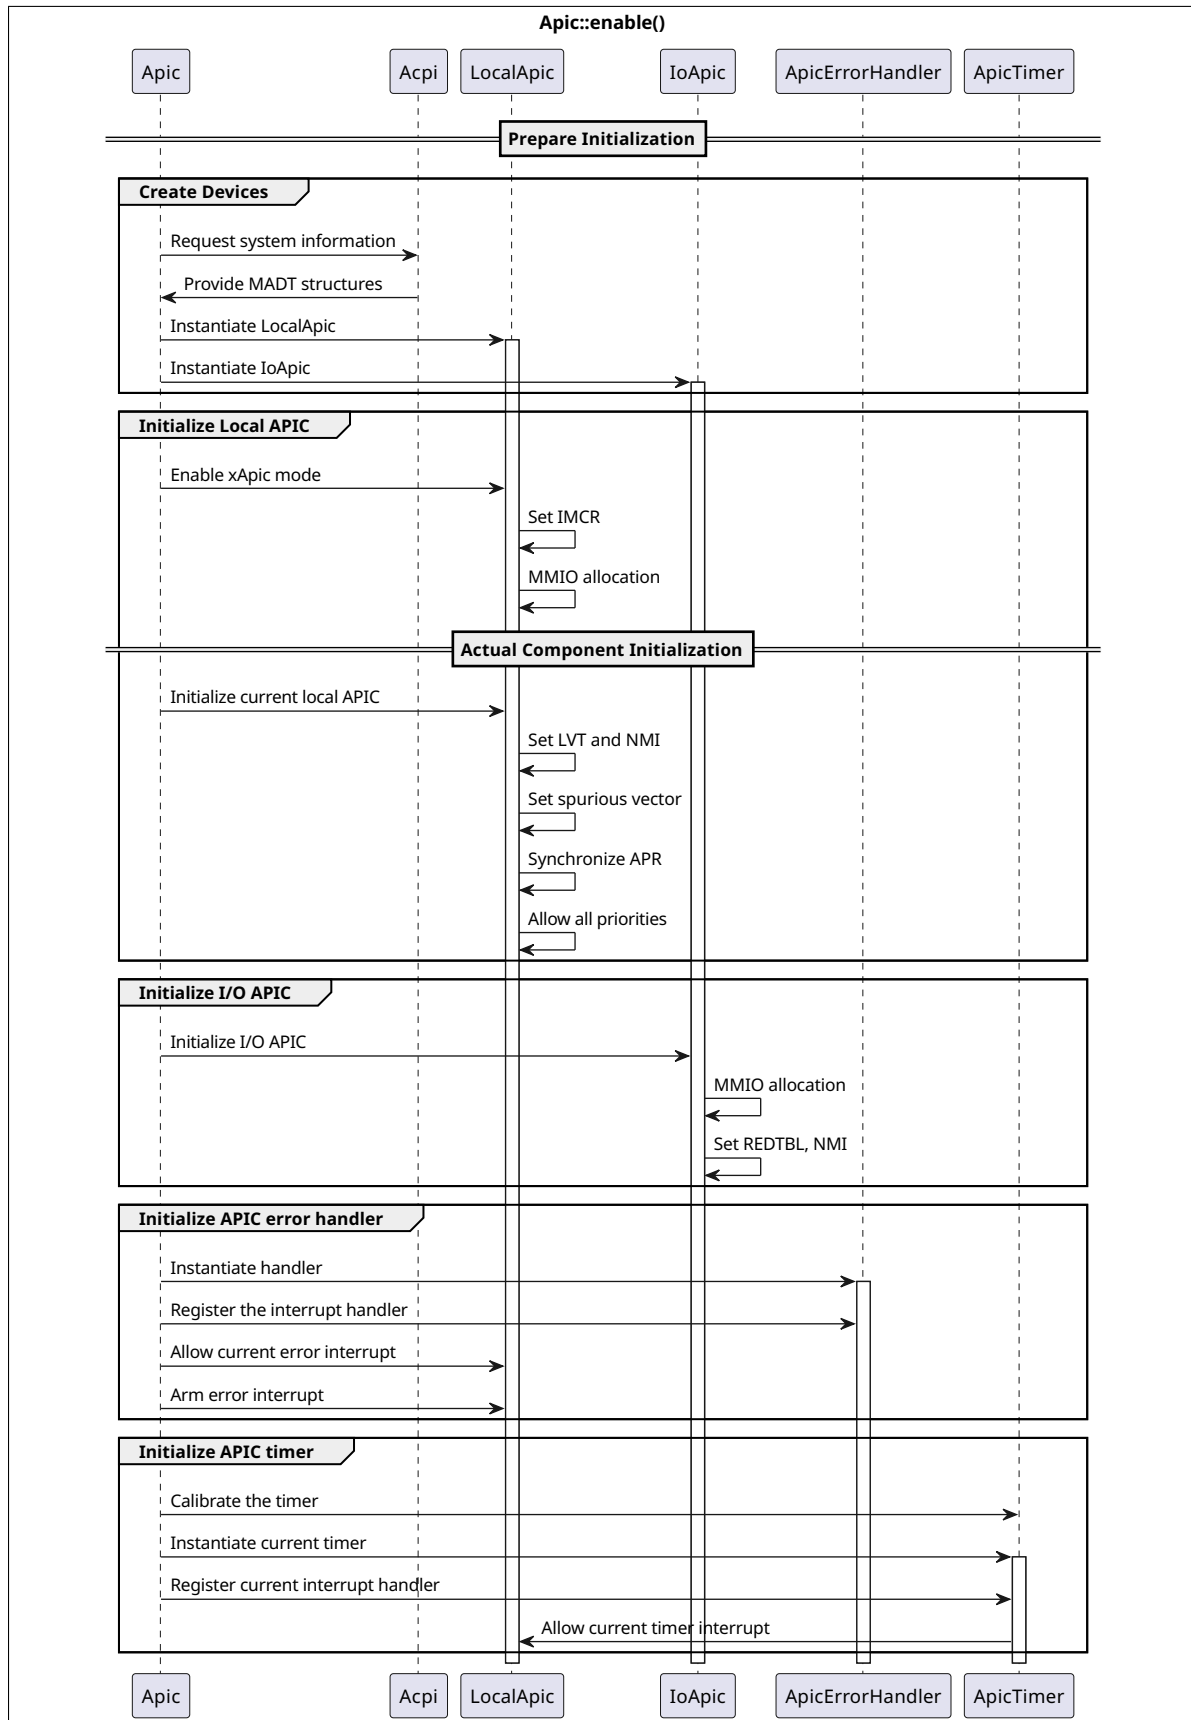 Apic::enable()
Apic Acpi LocalApic IoApic ApicErrorHandler ApicTimer
Prepare Initialization
Create Devices
Request system information
Provide MADT structures
Instantiate LocalApic
Instantiate IoApic
Initialize Local APIC
Enable xApic mode
Set IMCR
MMIO allocation
Actual Component Initialization
Initialize current local APIC
Set LVT and NMI
Set spurious vector
Synchronize APR
Allow all priorities
Initialize I/O APIC
Initialize I/O APIC
MMIO allocation
Set REDTBL, NMI
Initialize APIC error handler
Instantiate handler
Register the interrupt handler
Allow current error interrupt
Arm error interrupt
Initialize APIC timer
Calibrate the timer
Instantiate current timer
Register current interrupt handler
Allow current timer interrupt
Apic Acpi LocalApic IoApic ApicErrorHandler ApicTimer